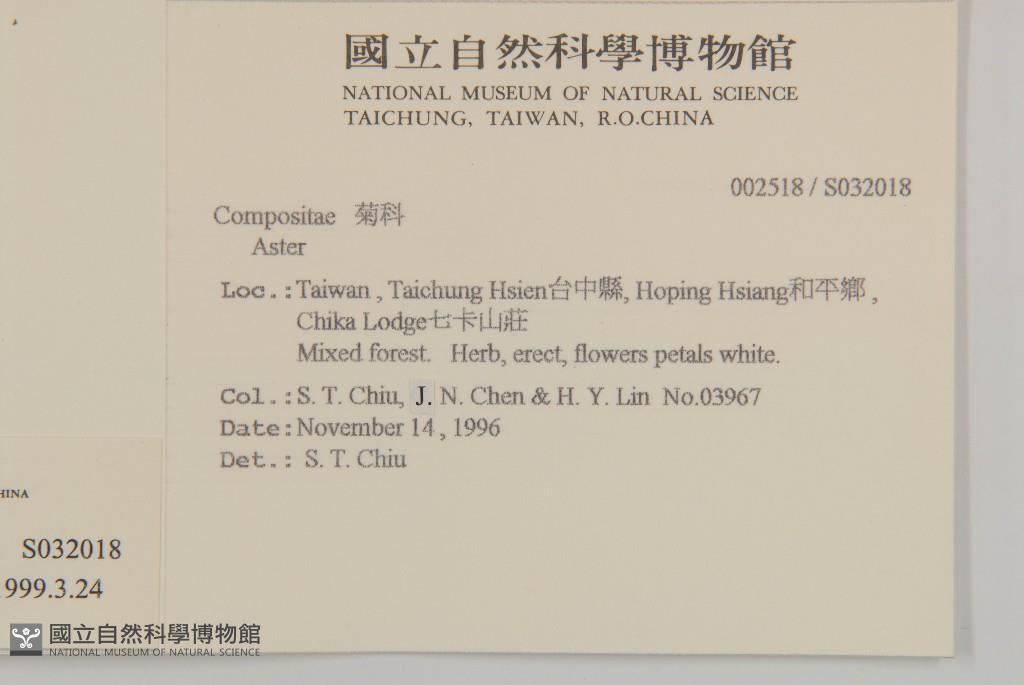 國立自然科學博物館
NATIONAL MUSEUM OF NATURAL SCIENCE
TAICHUNG, TAIWAN, R.O.CHINA
002518 / S032018
Compositae 菊科
Aster
Loc.:Taiwan , Taichung Hsien台中縣, Hoping Hsiang和平鄉 ,
Chika Lodge七卡山莊
Mixed forest. Herb, erect, flowers petals white.
Col.:S. T. Chiu, J. N. Chen & H. Y. Lin No.03967
Date:November 14 , 1996
Det.: S. T. Chiu
HINA
S032018
999.3.24
國立自然科學博物館
NATIONAL MUSEUM OF NATURAL SCIENCE